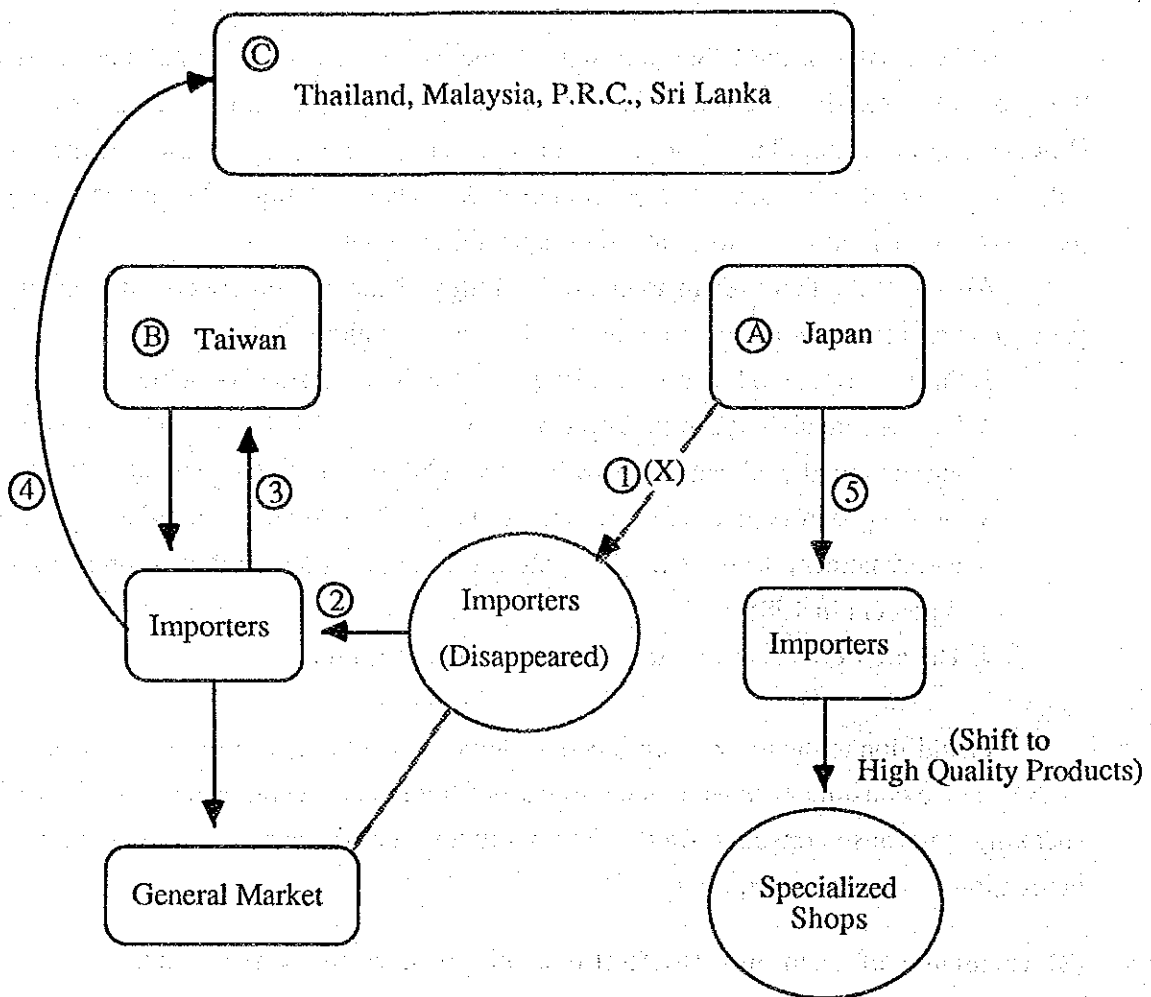 Ⓒ
Thailand, Malaysia, P.R.C., Sri Lanka
Ⓑ Taiwan
Ⓐ Japan
① (X)
④
③
⑤
②
Importers
Importers
(Disappeared)
Importers
(Shift to
High Quality Products)
General Market
Specialized
Shops